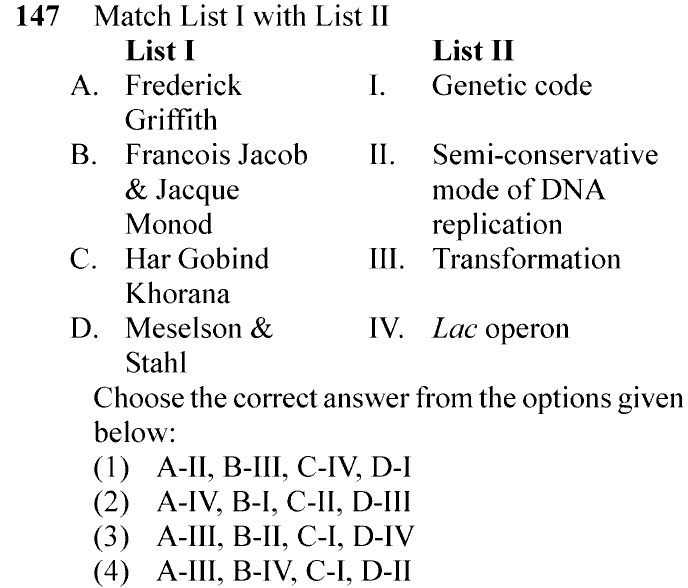 147 Match List I with List II
List I List II
A. Frederick I. Genetic code
Griffith
B. Francois Jacob II. Semi-conservative
& Jacque mode of DNA
Monod replication
C. Har Gobind III. Transformation
Khorana
D. Meselson & IV. Lac operon
Stahl
Choose the correct answer from the options given
below:
(1) A-II, B-III, C-IV, D-I
(2) A-IV, B-I, C-II, D-III
(3) A-III, B-II, C-I, D-IV
(4) A-III, B-IV, C-I, D-II